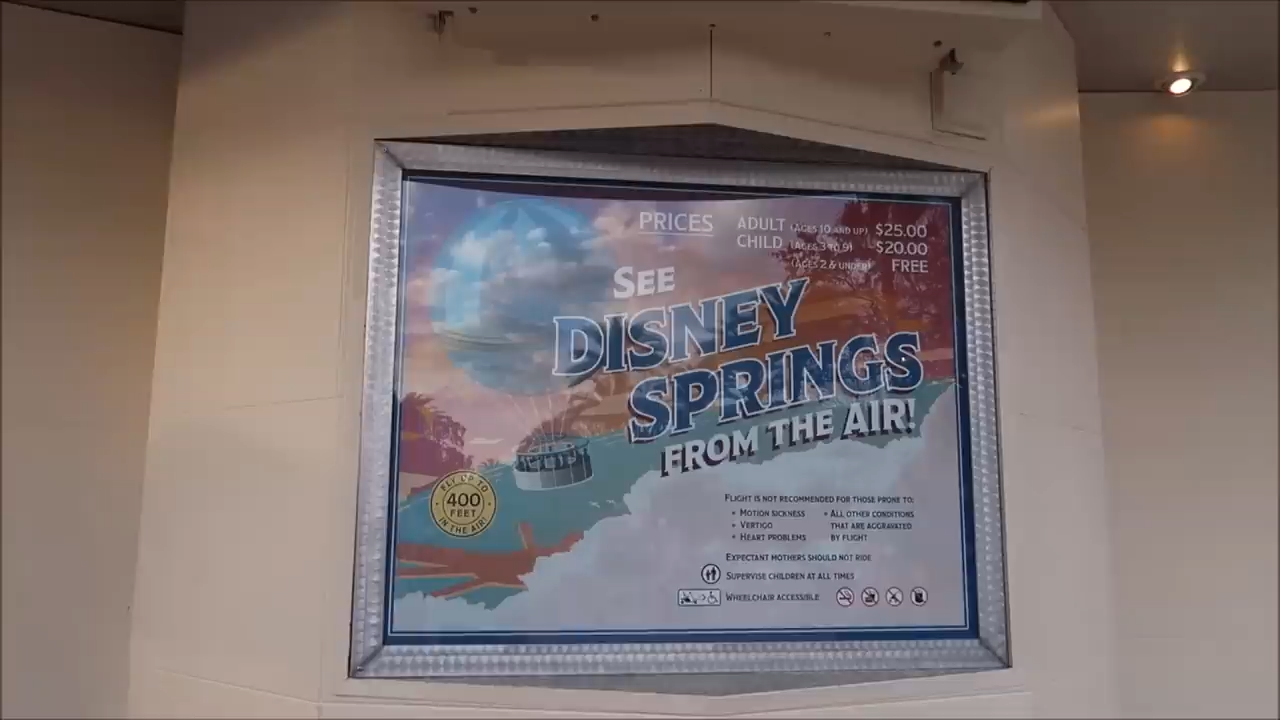 PRICES ADULT (AGES 10 AND UP) $25.00
CHILD (AGES 3 TO 9) $20.00
(AGES 2 & UNDER) FREE
SEE
DISNEY
SPRINGS
FROM THE AIR!
FLY UP TO
400
FEET
IN THE AIR!
FLIGHT IS NOT RECOMMENDED FOR THOSE PRONE TO:
• MOTION SICKNESS
• VERTIGO
• HEART PROBLEMS
• ALL OTHER CONDITIONS
THAT ARE AGGRAVATED
BY FLIGHT
EXPECTANT MOTHERS SHOULD NOT RIDE
SUPERVISE CHILDREN AT ALL TIMES
WHEELCHAIR ACCESSIBLE